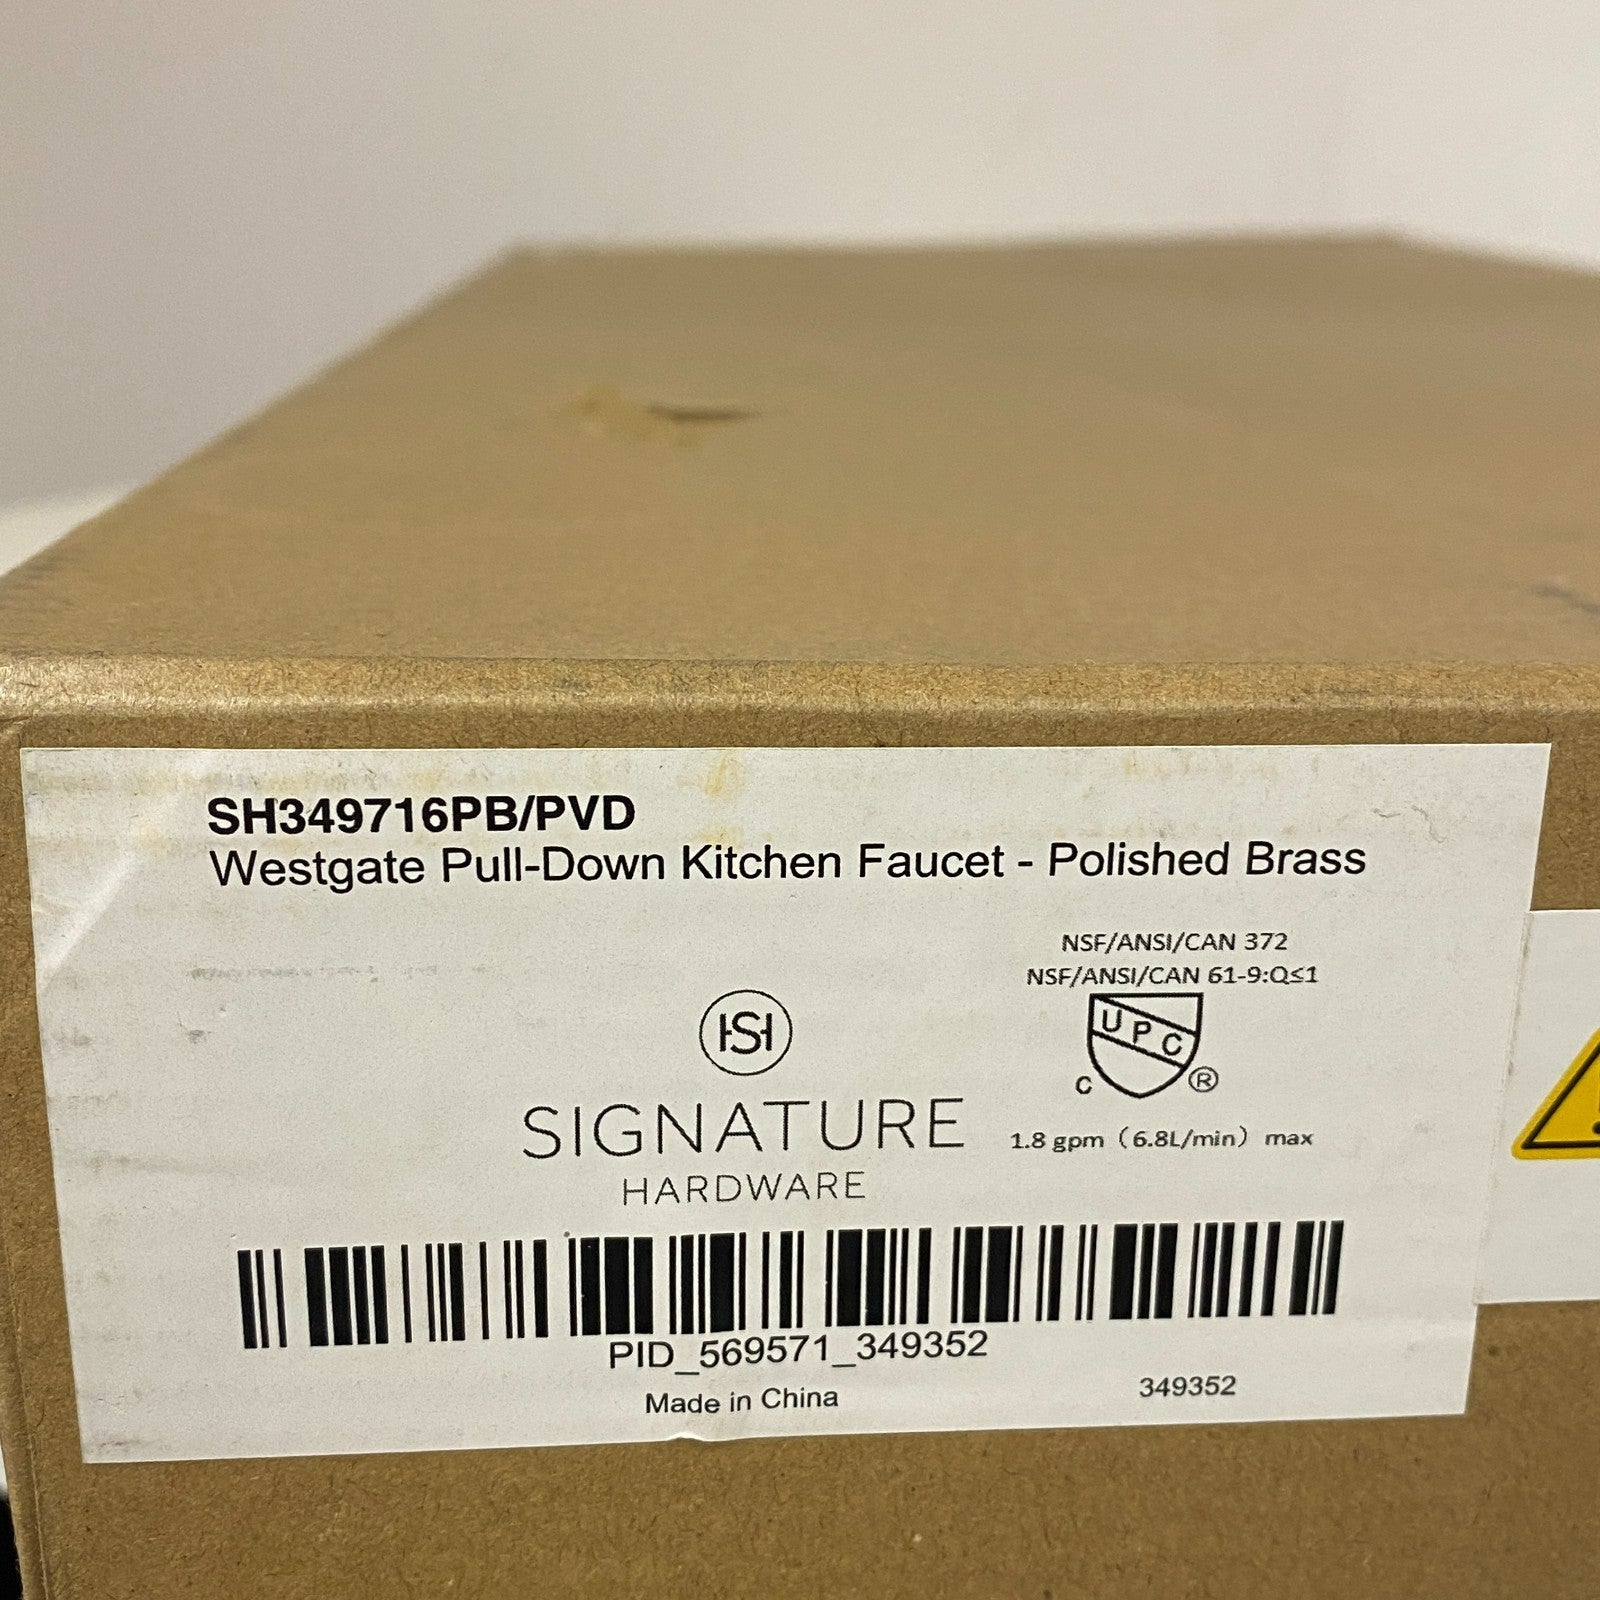 SH349716PB/PVD
Westgate Pull-Down Kitchen Faucet - Polished Brass
NSF/ANSI/CAN 372
NSF/ANSI/CAN 61-9:Q≤1
UPC
C ®
HSH
SIGNATURE
HARDWARE
1.8 gpm (6.8L/min) max
PID_569571_349352
Made in China
349352